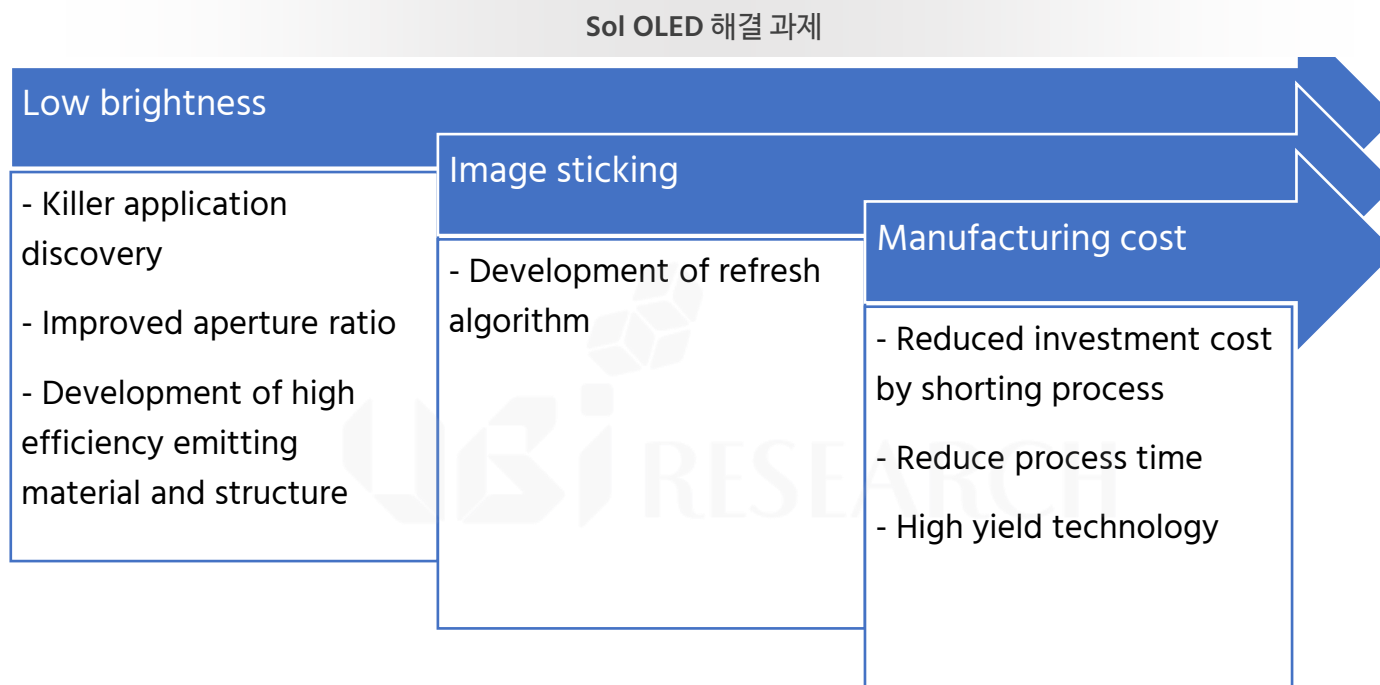 Sol OLED 해결 과제
Low brightness
- Killer application
discovery
- Improved aperture ratio
- Development of high
efficiency emitting
material and structure
Image sticking
- Development of refresh
algorithm
Manufacturing cost
- Reduced investment cost
by shorting process
- Reduce process time
- High yield technology
UBi RESEARCH